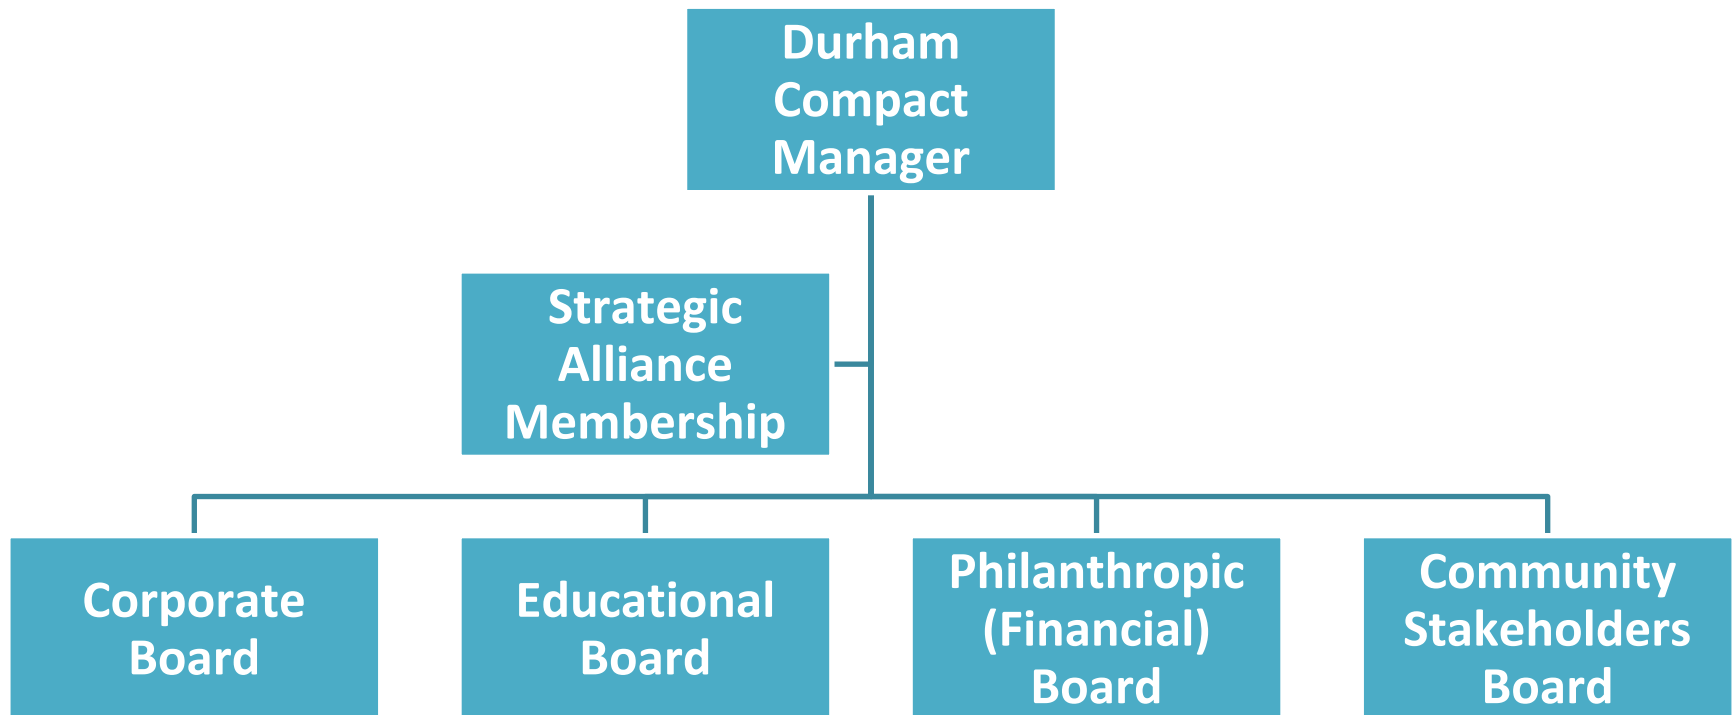 Durham
Compact
Manager
Strategic
Alliance
Membership
Corporate
Board
Educational
Board
Philanthropic
(Financial)
Board
Community
Stakeholders
Board